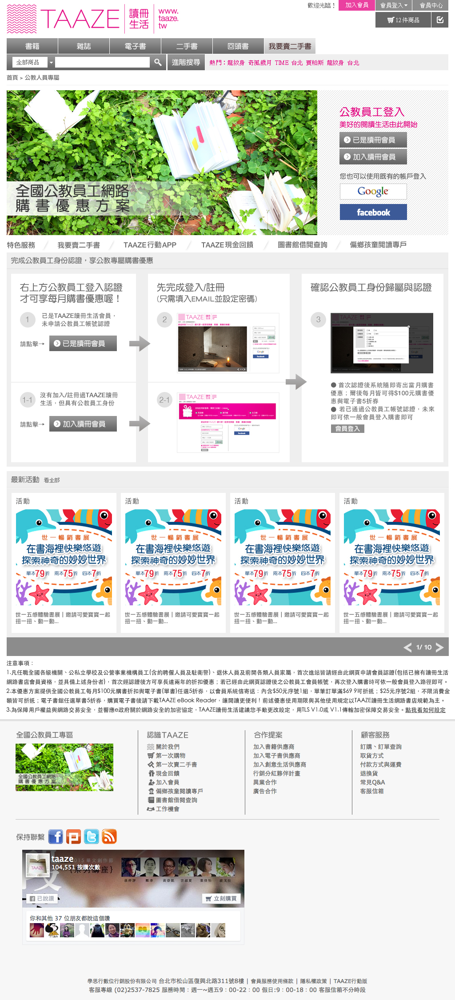 歡迎光臨！ 加入會員 會員登入 會員中心
TAAZE 讀冊生活 www.taaze.tw
12件商品
書籍 雜誌 電子書 二手書 回頭書 我要賣二手書
全部商品 進階搜尋 熱門：龍紋身 奇風歲月 TIME 台北 賈柏斯 龍紋身 台北
首頁 > 公教人員專屬
公教員工登入
美好的閱讀生活由此開始
已是讀冊會員
加入讀冊會員
您也可以使用既有的帳戶登入
Google
facebook
全國公教員工網路
購書優惠方案
特色服務 我要賣二手書 TAAZE行動APP TAAZE現金回饋 圖書館借閱查詢 偏鄉孩童閱讀專戶
完成公教員工身份認證，享公教專屬購書優惠
右上方公教員工登入認證
才可享每月購書優惠喔！
1 已是TAAZE讀冊生活會員，
未申請公教員工帳號認證
請點擊→ 已是讀冊會員
1-1 沒有加入/註冊過TAAZE讀冊
生活，但具有公教員工身份
請點擊→ 加入讀冊會員
先完成登入/註冊
(只需填入EMAIL並設定密碼)
2
TAAZE 讀冊生活
Google
facebook
2-1
TAAZE 讀冊生活
Google
facebook
確認公教員工身份歸屬與認證
3
● 首次認證後系統隨即寄出當月購書
優惠；爾後每月皆可得$100元購書優
惠與電子書5折券
● 若已通過公教員工帳號認證，未來
即可依一般會員登入購書即可
會員登入
最新活動 看全部
活動 活動 活動 活動
世一暢銷書展 世一暢銷書展 世一暢銷書展 世一暢銷書展
在書海裡快樂悠遊 在書海裡快樂悠遊 在書海裡快樂悠遊 在書海裡快樂悠遊
探索神奇的妙妙世界 探索神奇的妙妙世界 探索神奇的妙妙世界 探索神奇的妙妙世界
單本79折 兩本75折 四本7折 單本79折 兩本75折 四本7折 單本79折 兩本75折 四本7折 單本79折 兩本75折 四本7折
世一五感體驗書展｜邀請可愛寶寶一起 世一五感體驗書展｜邀請可愛寶寶一起 世一五感體驗書展｜邀請可愛寶寶一起 世一五感體驗書展｜邀請可愛寶寶一起
扭一扭、動一動... 扭一扭、動一動... 扭一扭、動一動... 扭一扭、動一動...
1/ 10
注意事項：
1.凡任職全國各級機關、公私立學校及公營事業機構員工(含約聘僱人員及駐衛警)、退休人員及前開各類人員家屬，首次進站皆請經由此網頁申請會員認證(包括已擁有讀冊生活
網路書店會員資格，並具備上述身份者)，首次經認證後方可享長達兩年的折扣優惠；若已經由此網頁認證後之公教員工會員帳號，再次登入購書時可依一般會員登入路徑即可。
2.本優惠方案提供全國公教員工每月$100元購書折扣與電子書(單書)任選5折券，以會員系統信寄送：內含$50元序號1組，單筆訂單滿$69 9可折抵；$25元序號2組，不限消費金
額皆可折抵；電子書館任選單書5折券，購買電子書後請下載TAAZE eBook Reader，讓閱讀更便利！前述優惠使用期限與其他使用規定以TAAZE讀冊生活網路書店規範為主。
3.為保障用戶權益與網路交易安全，並響應e政府關於網路安全的加密協定，TAAZE讀冊生活建議您手動更改設定，用TLS V1.0或 V1.1傳輸加密保障交易安全。點我看如何設定
全國公教員工專區
全國公教員工網路
購書優惠方案
認識TAAZE
關於我們
第一次購物
第一次賣二手書
現金回饋
加入會員
偏鄉孩童閱讀專戶
圖書館借閱查詢
工作機會
合作提案
加入書籍供應商
加入電子書供應商
加入創意生活供應商
行銷分紅夥伴計畫
異業合作
廣告合作
顧客服務
訂購、訂單查詢
取貨方式
付款方式與運費
退換貨
常見Q&A
客服信箱
保持聯繫
TAAZE
taaze
2015華文創作節
104,551 按讚次數
系列講座}
孫梓評 鄭聿 黃崇凱 言叔夏 葉佳怡 波戈拉
已說讚 立刻購買
你和其他 37 位朋友都說這個讚
學思行數位行銷股份有限公司 台北市松山區復興北路311號8樓 | 會員服務使用條款 | 隱私權政策 | TAAZE行動版
客服專線 (02)2537-7825 服務時間：週一~週五9：00-22：00 假日:9：00-18：00 客服信箱不分時段